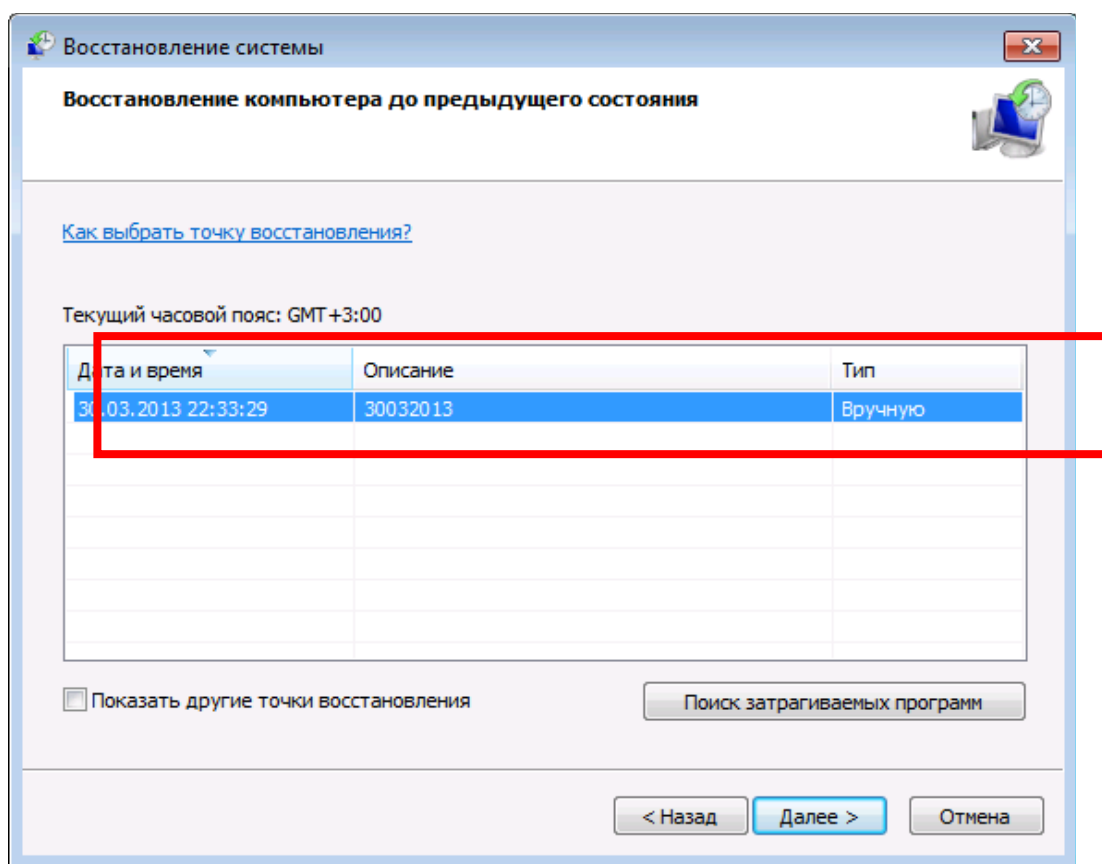 Восстановление системы
Восстановление компьютера до предыдущего состояния
Как выбрать точку восстановления?
Текущий часовой пояс: GMT+3:00
Дата и время Описание Тип
30.03.2013 22:33:29 30032013 Вручную
Показать другие точки восстановления Поиск затрагиваемых программ
< Назад Далее > Отмена